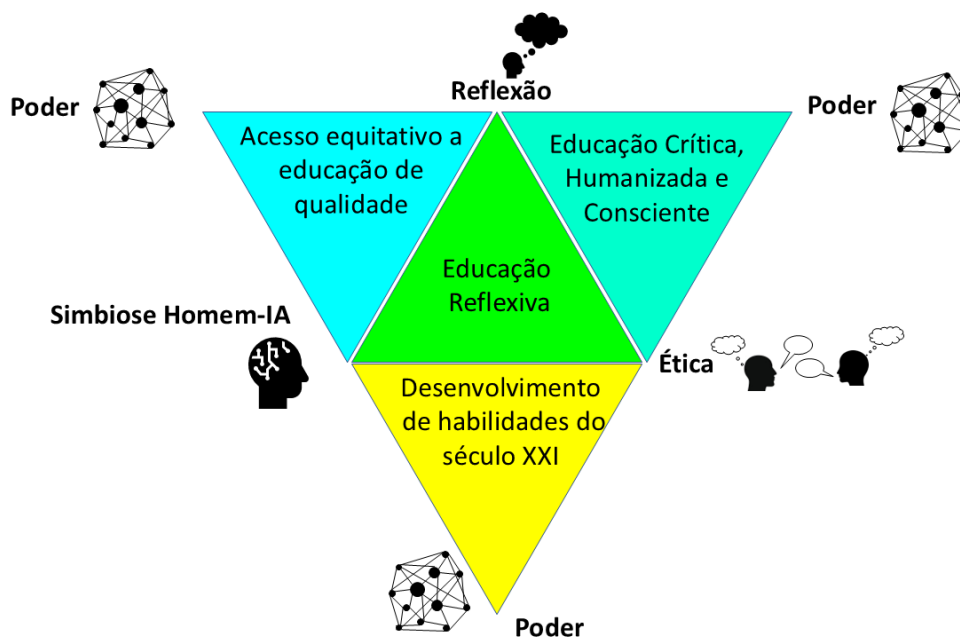 Reflexão
Poder
Poder
Acesso equitativo a
educação de
qualidade
Educação Crítica,
Humanizada e
Consciente
Educação
Reflexiva
Simbiose Homem-IA
Ética
Desenvolvimento
de habilidades do
século XXI
Poder